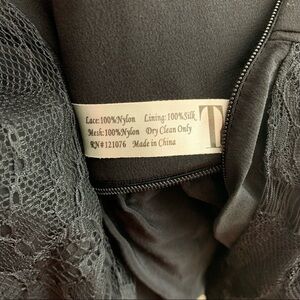 Lace:100%Nylon Lining:100%Silk
Mesh:100%Nylon Dry Clean Only
RN#121076 Made in China
T